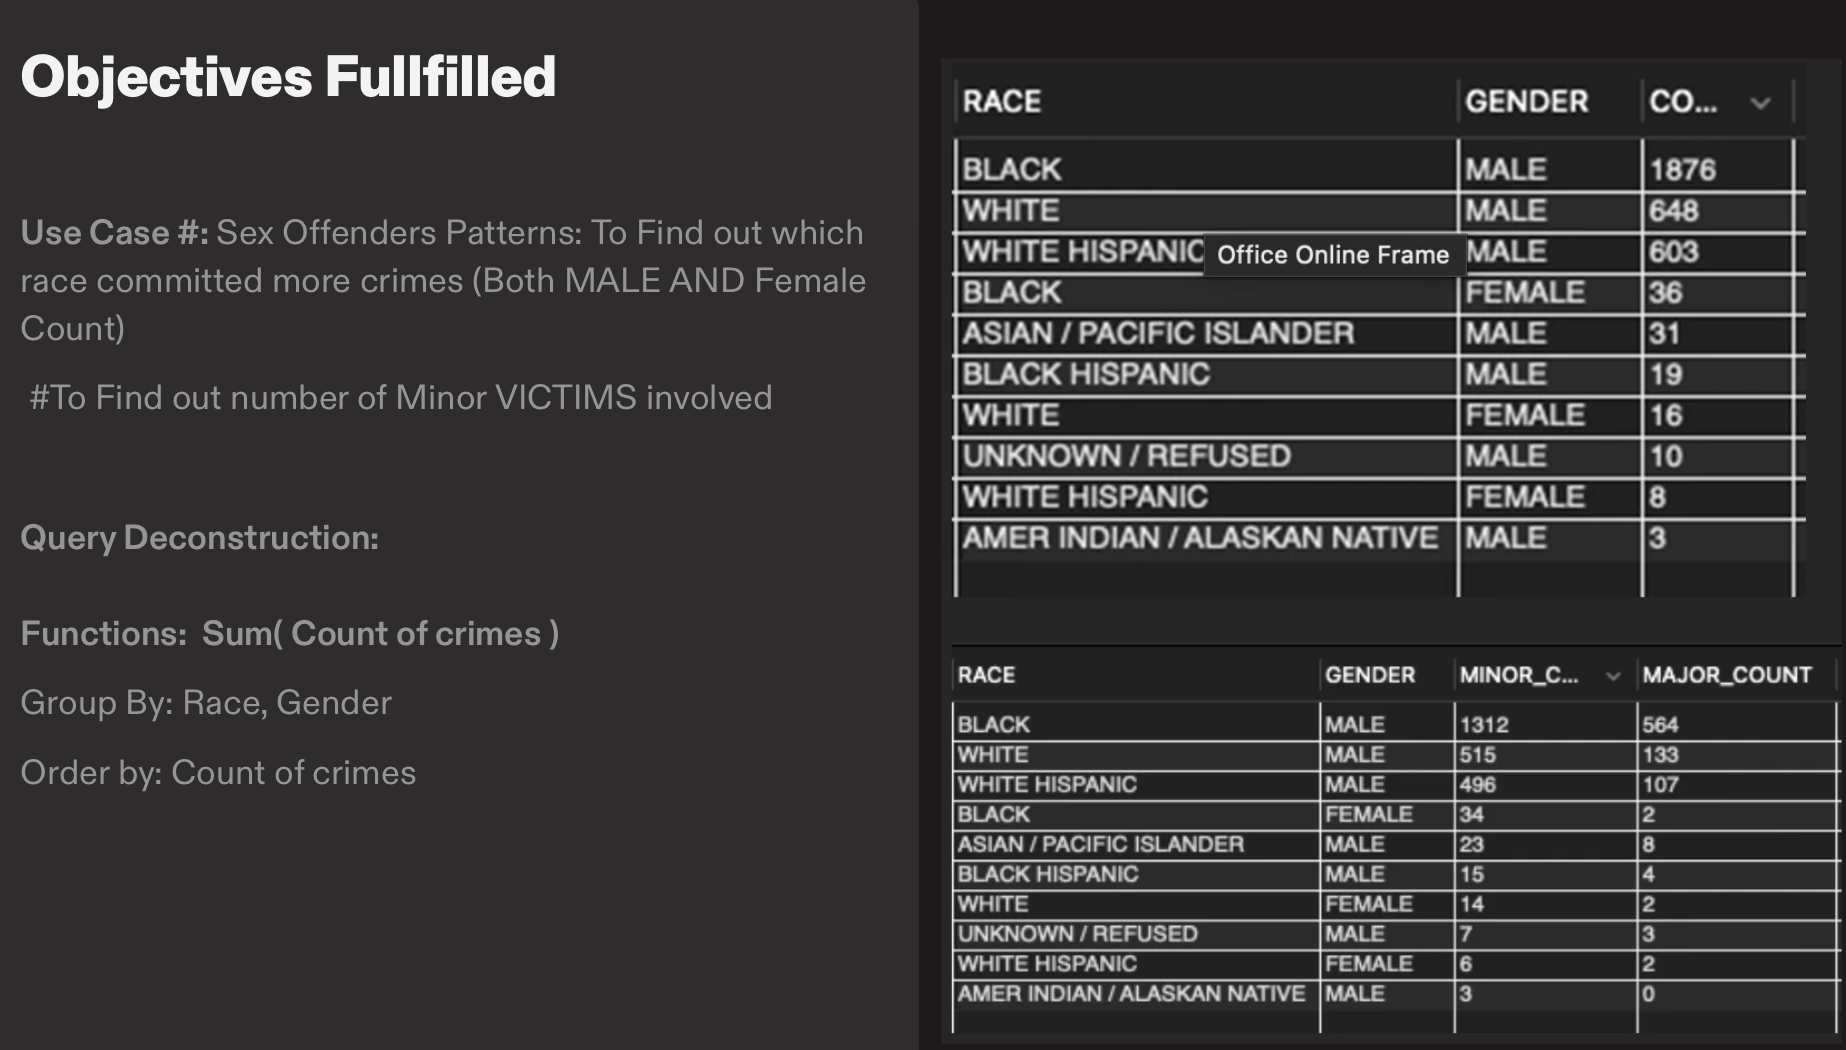 Objectives Fullfilled
Use Case #: Sex Offenders Patterns: To Find out which
race committed more crimes (Both MALE AND Female
Count)
#To Find out number of Minor VICTIMS involved
Query Deconstruction:
Functions: Sum( Count of crimes )
Group By: Race, Gender
Order by: Count of crimes
RACE GENDER CO...
BLACK MALE 1876
WHITE MALE 648
WHITE HISPANIC Office Online Frame MALE 603
BLACK FEMALE 36
ASIAN / PACIFIC ISLANDER MALE 31
BLACK HISPANIC MALE 19
WHITE FEMALE 16
UNKNOWN / REFUSED MALE 10
WHITE HISPANIC FEMALE 8
AMER INDIAN / ALASKAN NATIVE MALE 3
RACE GENDER MINOR_C... MAJOR_COUNT
BLACK MALE 1312 564
WHITE MALE 515 133
WHITE HISPANIC MALE 496 107
BLACK FEMALE 34 2
ASIAN / PACIFIC ISLANDER MALE 23 8
BLACK HISPANIC MALE 15 4
WHITE FEMALE 14 2
UNKNOWN / REFUSED MALE 7 3
WHITE HISPANIC FEMALE 6 2
AMER INDIAN / ALASKAN NATIVE MALE 3 0